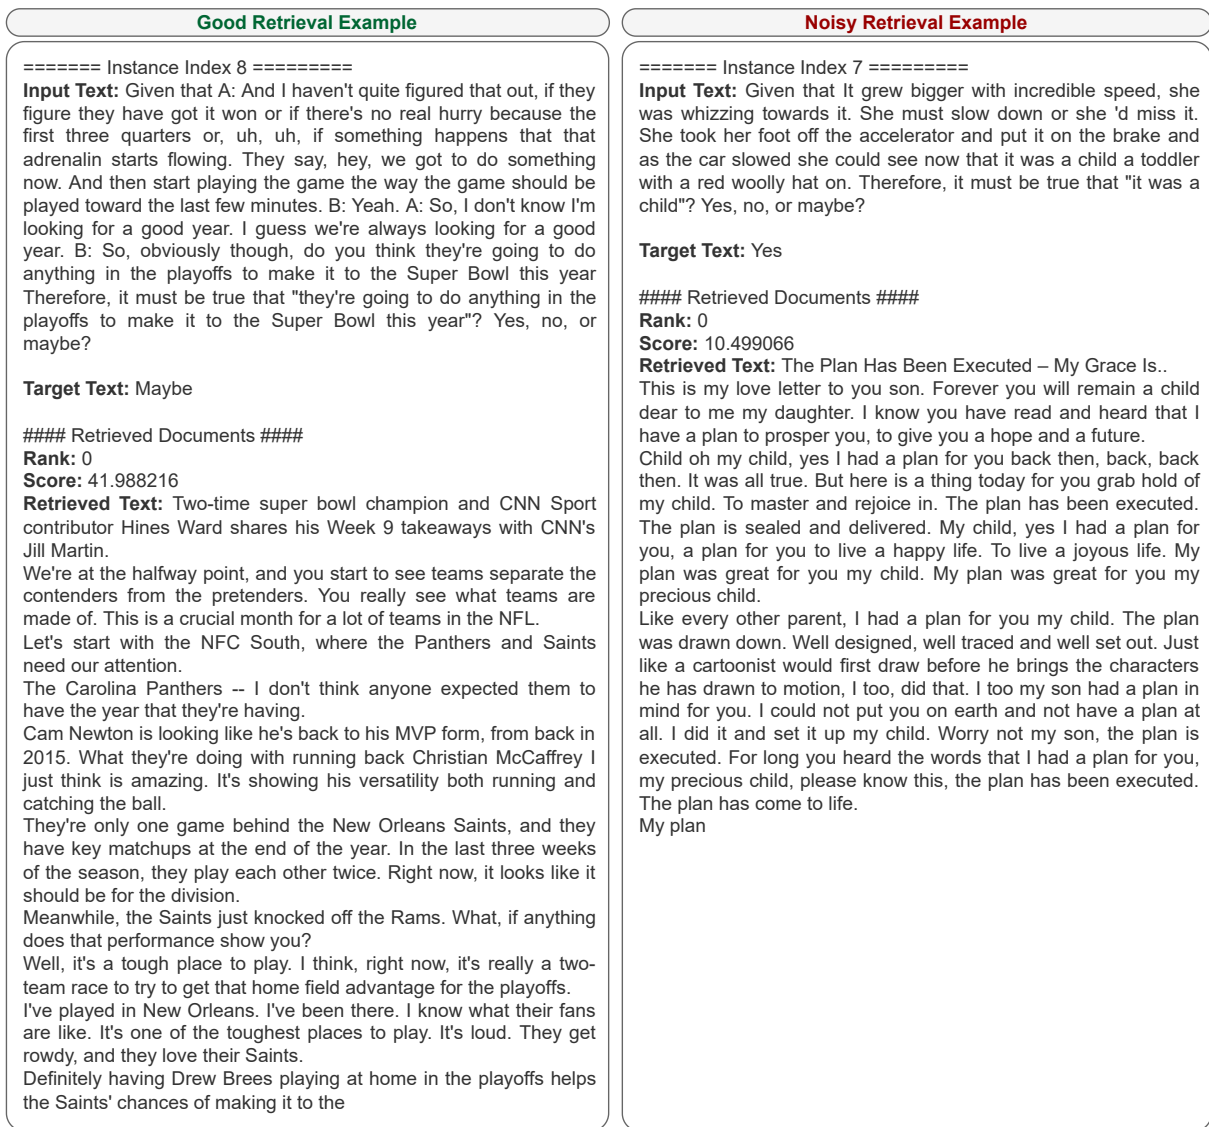 Good Retrieval Example
======= Instance Index 8 =========
Input Text: Given that A: And I haven't quite figured that out, if they
figure they have got it won or if there's no real hurry because the
first three quarters or, uh, uh, if something happens that that
adrenalin starts flowing. They say, hey, we got to do something
now. And then start playing the game the way the game should be
played toward the last few minutes. B: Yeah. A: So, I don't know I'm
looking for a good year. I guess we're always looking for a good
year. B: So, obviously though, do you think they're going to do
anything in the playoffs to make it to the Super Bowl this year
Therefore, it must be true that "they're going to do anything in the
playoffs to make it to the Super Bowl this year"? Yes, no, or
maybe?
Target Text: Maybe
#### Retrieved Documents ####
Rank: 0
Score: 41.988216
Retrieved Text: Two-time super bowl champion and CNN Sport
contributor Hines Ward shares his Week 9 takeaways with CNN's
Jill Martin.
We're at the halfway point, and you start to see teams separate the
contenders from the pretenders. You really see what teams are
made of. This is a crucial month for a lot of teams in the NFL.
Let's start with the NFC South, where the Panthers and Saints
need our attention.
The Carolina Panthers -- I don't think anyone expected them to
have the year that they're having.
Cam Newton is looking like he's back to his MVP form, from back in
2015. What they're doing with running back Christian McCaffrey I
just think is amazing. It's showing his versatility both running and
catching the ball.
They're only one game behind the New Orleans Saints, and they
have key matchups at the end of the year. In the last three weeks
of the season, they play each other twice. Right now, it looks like it
should be for the division.
Meanwhile, the Saints just knocked off the Rams. What, if anything
does that performance show you?
Well, it's a tough place to play. I think, right now, it's really a two-
team race to try to get that home field advantage for the playoffs.
I've played in New Orleans. I've been there. I know what their fans
are like. It's one of the toughest places to play. It's loud. They get
rowdy, and they love their Saints.
Definitely having Drew Brees playing at home in the playoffs helps
the Saints' chances of making it to the
Noisy Retrieval Example
======= Instance Index 7 =========
Input Text: Given that It grew bigger with incredible speed, she
was whizzing towards it. She must slow down or she 'd miss it.
She took her foot off the accelerator and put it on the brake and
as the car slowed she could see now that it was a child a toddler
with a red woolly hat on. Therefore, it must be true that "it was a
child"? Yes, no, or maybe?
Target Text: Yes
#### Retrieved Documents ####
Rank: 0
Score: 10.499066
Retrieved Text: The Plan Has Been Executed – My Grace Is..
This is my love letter to you son. Forever you will remain a child
dear to me my daughter. I know you have read and heard that I
have a plan to prosper you, to give you a hope and a future.
Child oh my child, yes I had a plan for you back then, back, back
then. It was all true. But here is a thing today for you grab hold of
my child. To master and rejoice in. The plan has been executed.
The plan is sealed and delivered. My child, yes I had a plan for
you, a plan for you to live a happy life. To live a joyous life. My
plan was great for you my child. My plan was great for you my
precious child.
Like every other parent, I had a plan for you my child. The plan
was drawn down. Well designed, well traced and well set out. Just
like a cartoonist would first draw before he brings the characters
he has drawn to motion, I too, did that. I too my son had a plan in
mind for you. I could not put you on earth and not have a plan at
all. I did it and set it up my child. Worry not my son, the plan is
executed. For long you heard the words that I had a plan for you,
my precious child, please know this, the plan has been executed.
The plan has come to life.
My plan